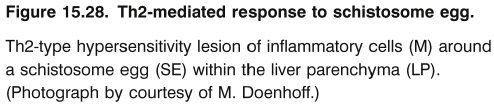 Figure 15.28. Th2-mediated response to schistosome egg.
Th2-type hypersensitivity lesion of inflammatory cells (M) around
a schistosome egg (SE) within the liver parenchyma (LP).
(Photograph by courtesy of M. Doenhoff.)